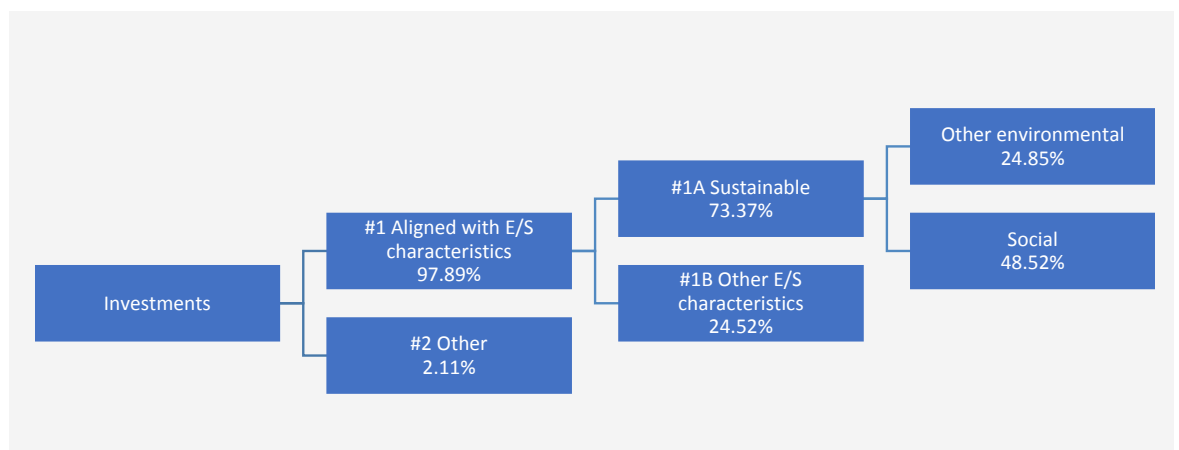 Investments
#1 Aligned with E/S
characteristics
97.89%
#2 Other
2.11%
#1A Sustainable
73.37%
#1B Other E/S
characteristics
24.52%
Other environmental
24.85%
Social
48.52%